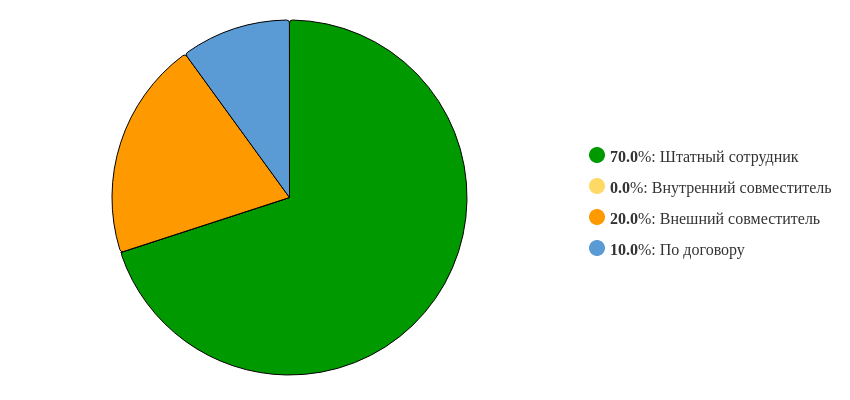 70.0%: Штатный сотрудник
0.0%: Внутренний совместитель
20.0%: Внешний совместитель
10.0%: По договору